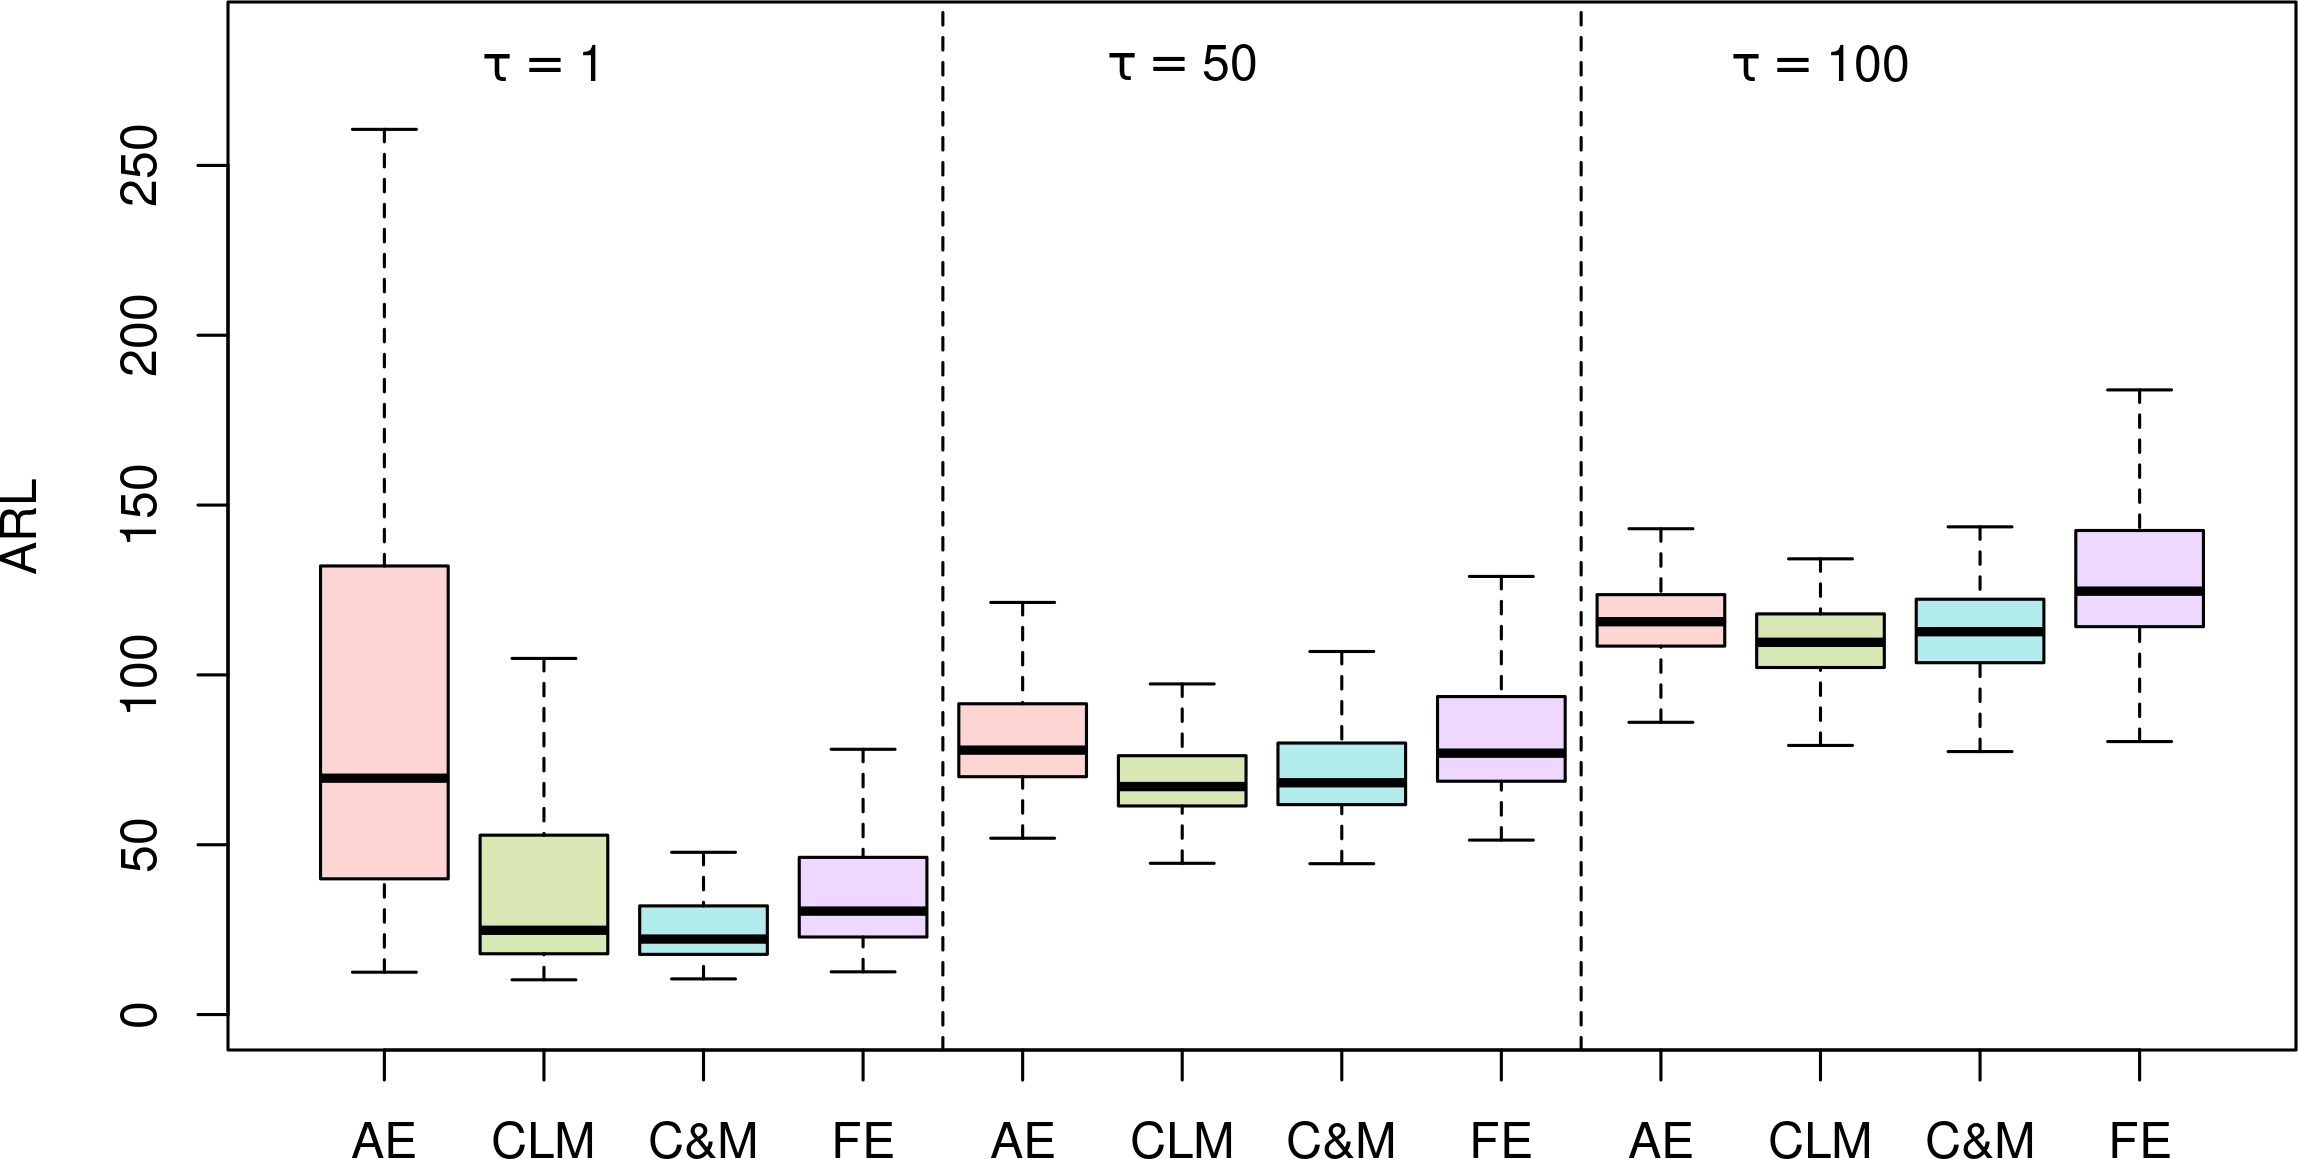 τ = 1
τ = 50
τ = 100
ARL
250
200
150
100
50
0
AE CLM C&M FE AE CLM C&M FE AE CLM C&M FE